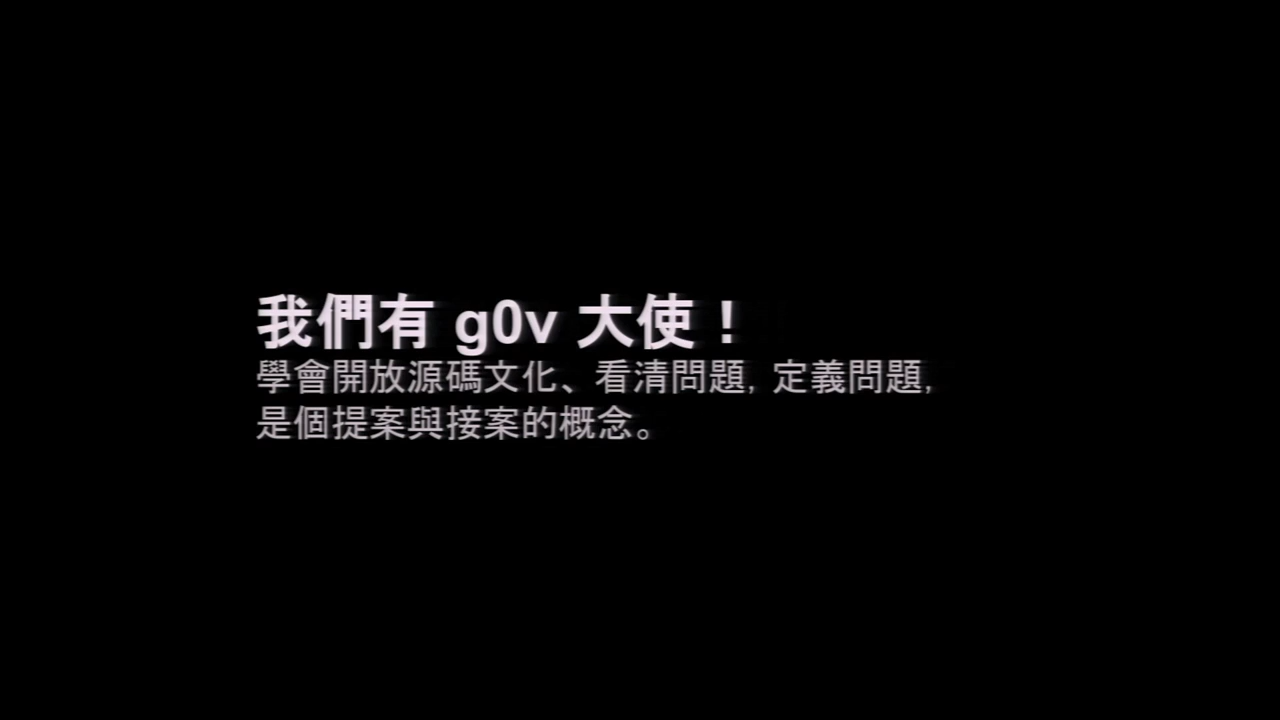 我們有 g0v 大使！
學會開放源碼文化、看清問題, 定義問題,
是個提案與接案的概念。